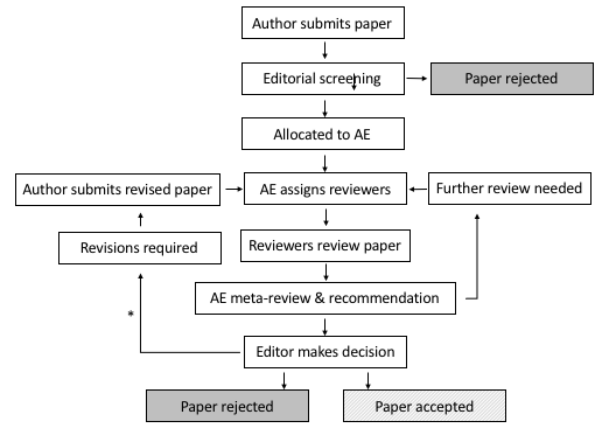 Author submits paper
Editorial screening
Paper rejected
Allocated to AE
Author submits revised paper
AE assigns reviewers
Further review needed
Revisions required
Reviewers review paper
AE meta-review & recommendation
*
Editor makes decision
Paper rejected
Paper accepted